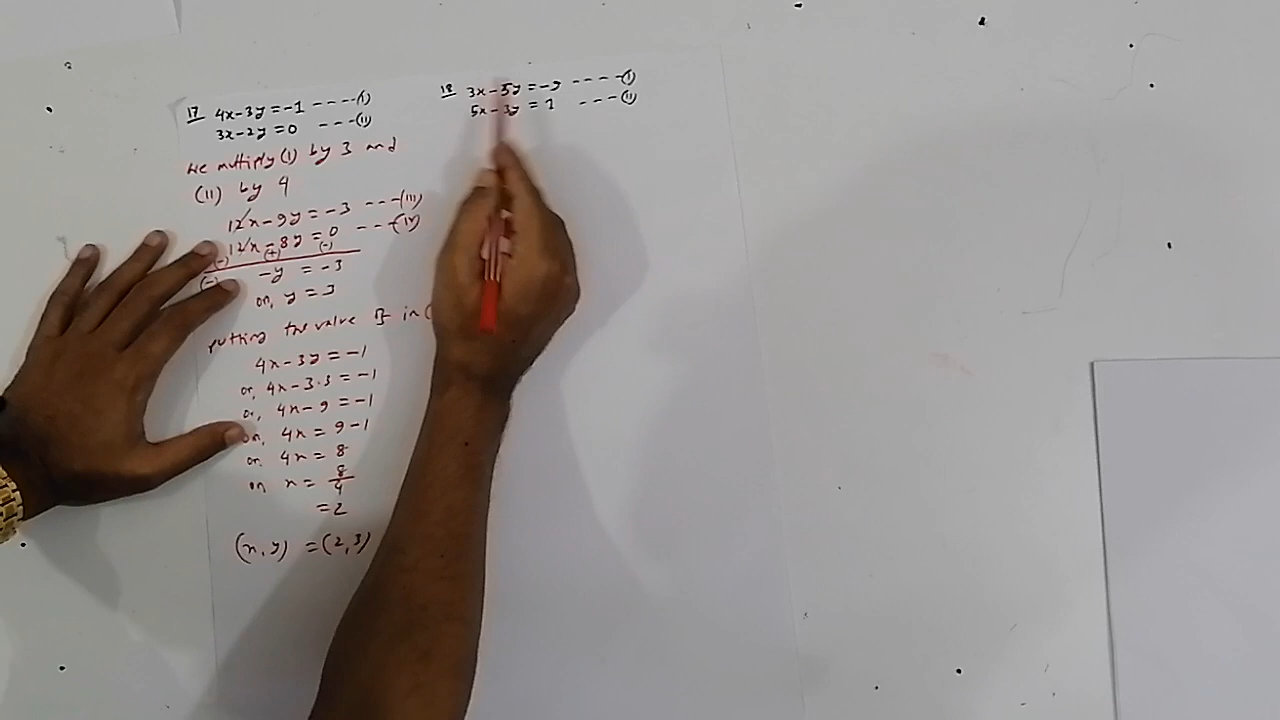 17 4x-3y=-1 ----(I)
3x-2y=0 ---(II)
We multiply (I) by 3 and
(II) by 4
12x-9y=-3 ---(III)
12x-8y=0 ---(IV)
(-) (+) (-)
-y = -3
or, y=3
putting the value in (
4x-3y=-1
or, 4x-3·3=-1
or, 4x-9=-1
or, 4x=9-1
or, 4x=8
or x=8/4
=2
(x,y) =(2,3)
18 3x-5y=-9 ----(I)
5x-3y=1 ---(II)